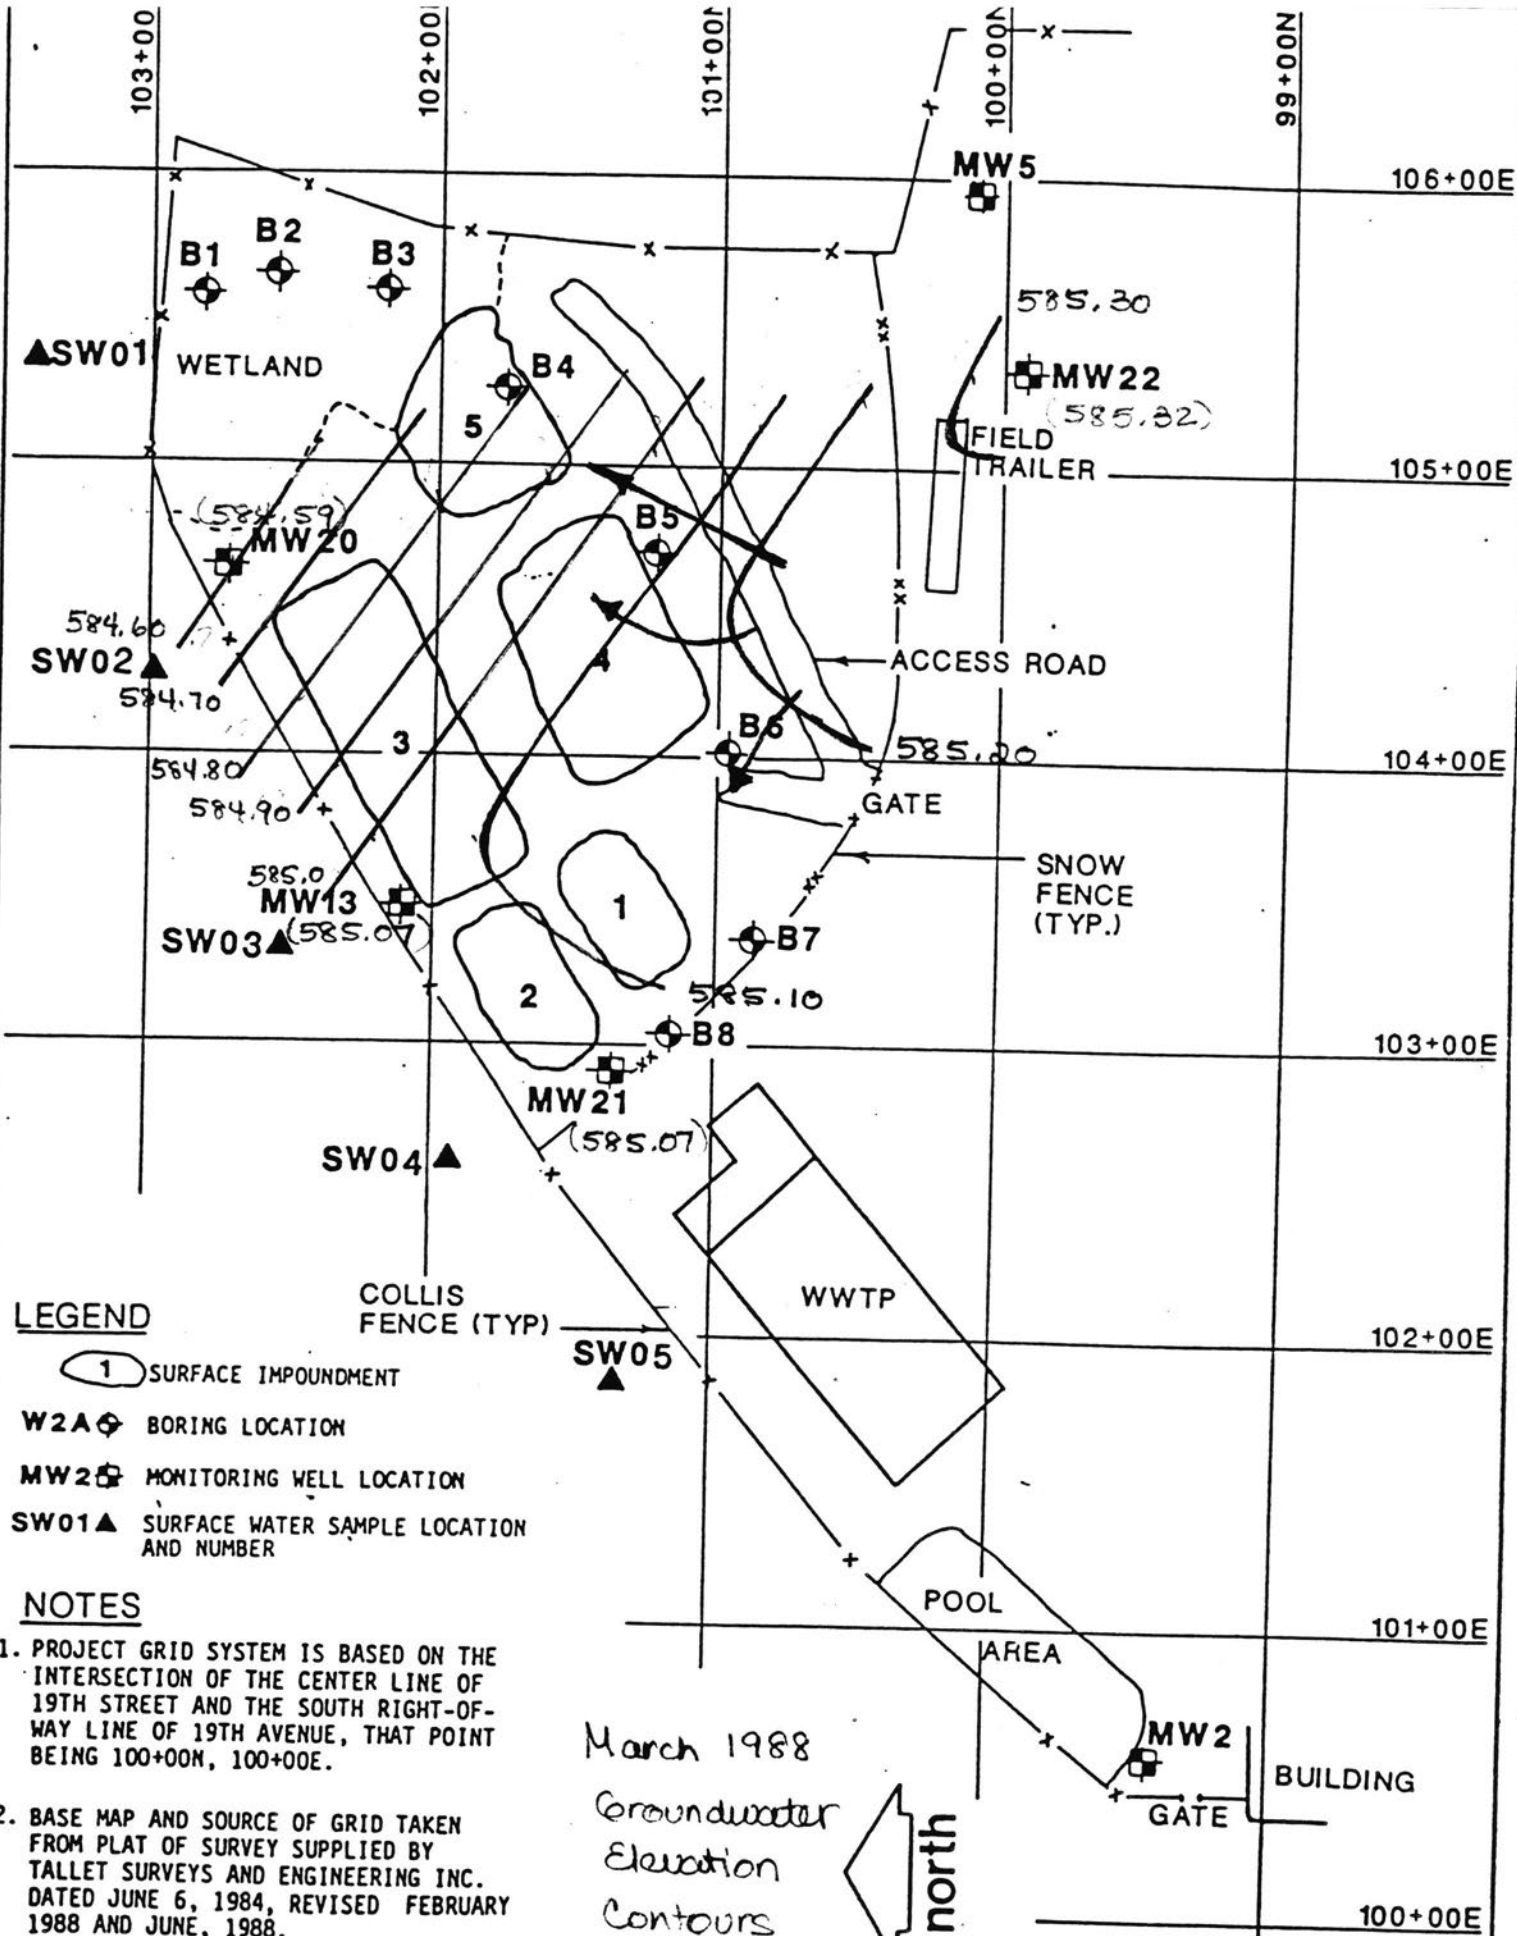 103+00
102+00
101+00N
100+00N
99+00N
MW5
106+00E
B1
B2
B3
585.30
SW01
WETLAND
B4
MW22
(585.32)
5
FIELD
TRAILER
105+00E
(584.59)
MW20
B5
584.60
SW02
4
ACCESS ROAD
584.70
3
B6
585.20
584.80
104+00E
584.90
GATE
585.0
SNOW
FENCE
(TYP.)
MW13
(585.07)
SW03
1
B7
2
585.10
B8
103+00E
MW21
(585.07)
SW04
COLLIS
FENCE (TYP)
WWTP
102+00E
SW05
LEGEND
1 SURFACE IMPOUNDMENT
W2A BORING LOCATION
MW2 MONITORING WELL LOCATION
SW01 SURFACE WATER SAMPLE LOCATION
AND NUMBER
POOL
AREA
101+00E
MW2
BUILDING
GATE
NOTES
1. PROJECT GRID SYSTEM IS BASED ON THE
INTERSECTION OF THE CENTER LINE OF
19TH STREET AND THE SOUTH RIGHT-OF-
WAY LINE OF 19TH AVENUE, THAT POINT
BEING 100+00N, 100+00E.
2. BASE MAP AND SOURCE OF GRID TAKEN
FROM PLAT OF SURVEY SUPPLIED BY
TALLET SURVEYS AND ENGINEERING INC.
DATED JUNE 6, 1984, REVISED FEBRUARY
1988 AND JUNE, 1988.
March 1988
Groundwater
Elevation
Contours
north
100+00E